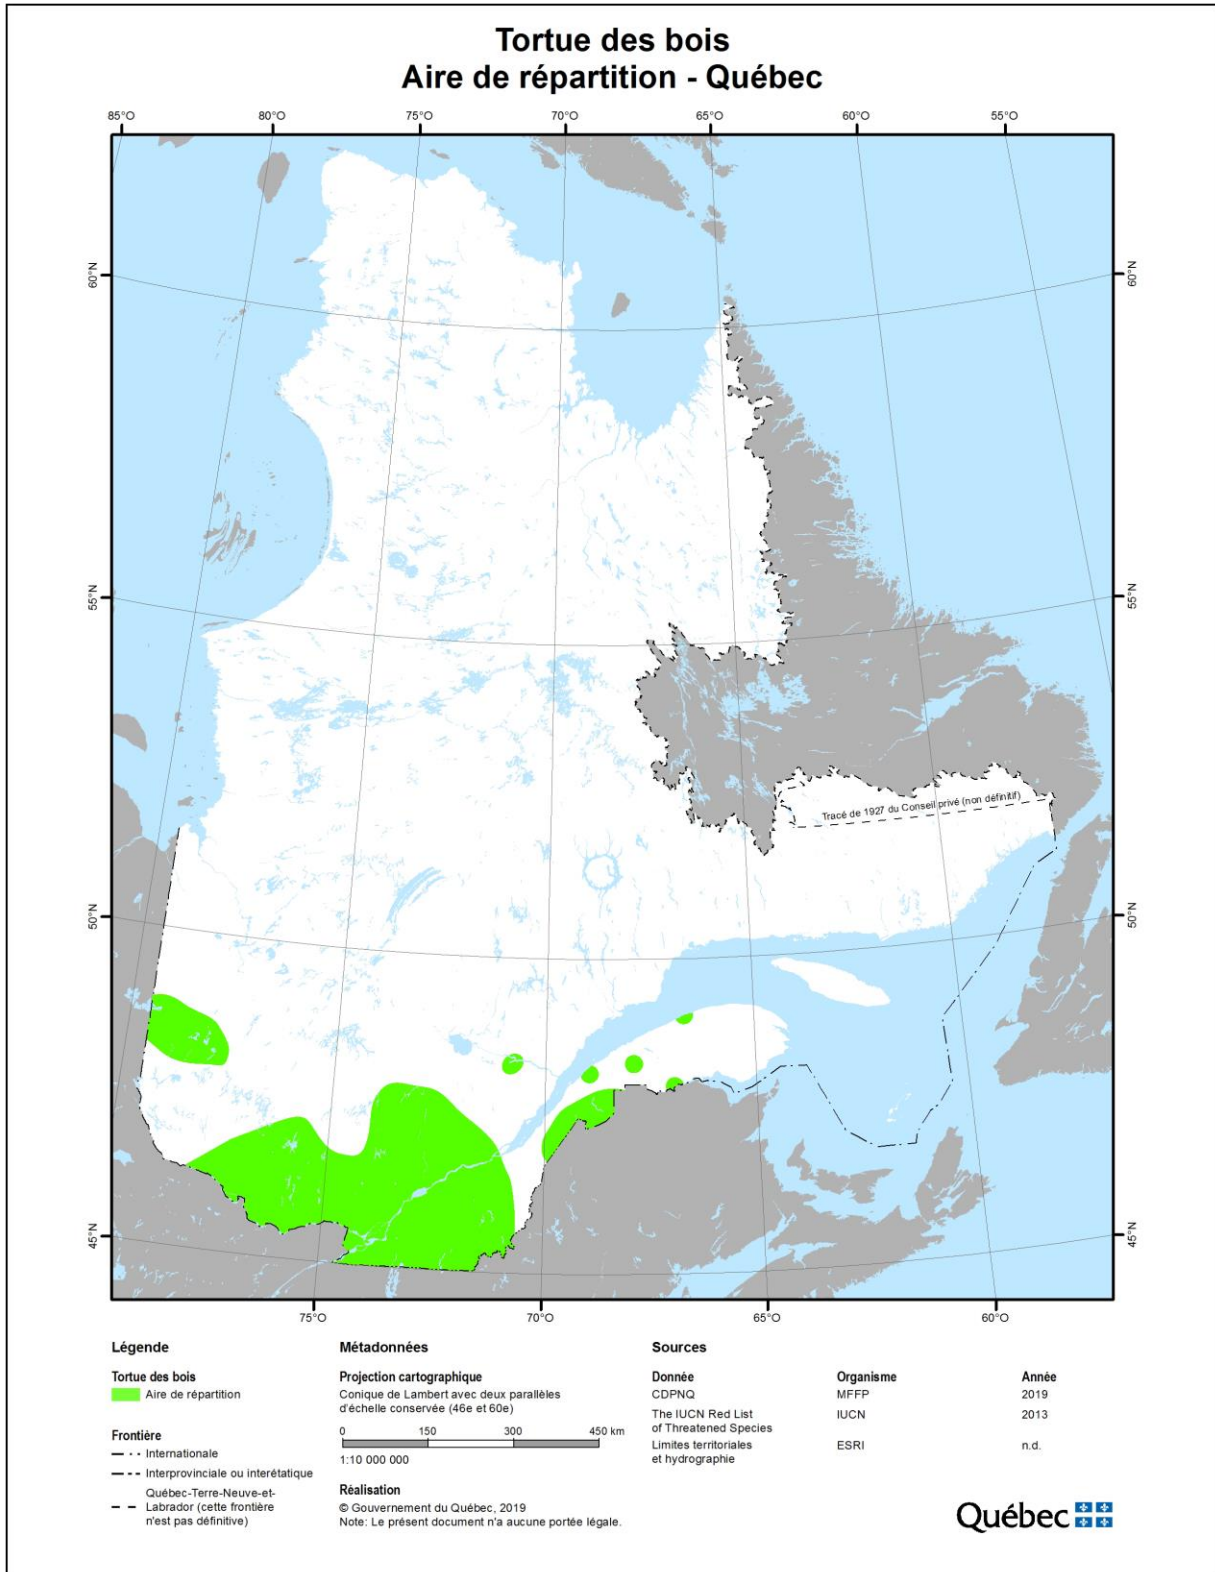 Tortue des bois
Aire de répartition - Québec
85°O 80°O 75°O 70°O 65°O 60°O 55°O
60°N 60°N
55°N 55°N
Tracé de 1927 du Conseil privé (non définitif)
50°N 50°N
45°N 45°N
75°O 70°O 65°O 60°O
Légende
Tortue des bois
Aire de répartition
Frontière
Internationale
Interprovinciale ou interétatique
Québec-Terre-Neuve-et-
Labrador (cette frontière
n'est pas définitive)
Métadonnées
Projection cartographique
Conique de Lambert avec deux parallèles
d'échelle conservée (46e et 60e)
0 150 300 450 km
1:10 000 000
Réalisation
© Gouvernement du Québec, 2019
Note: Le présent document n'a aucune portée légale.
Sources
Donnée Organisme Année
CDPNQ MFFP 2019
The IUCN Red List IUCN 2013
of Threatened Species
Limites territoriales ESRI n.d.
et hydrographie
Québec